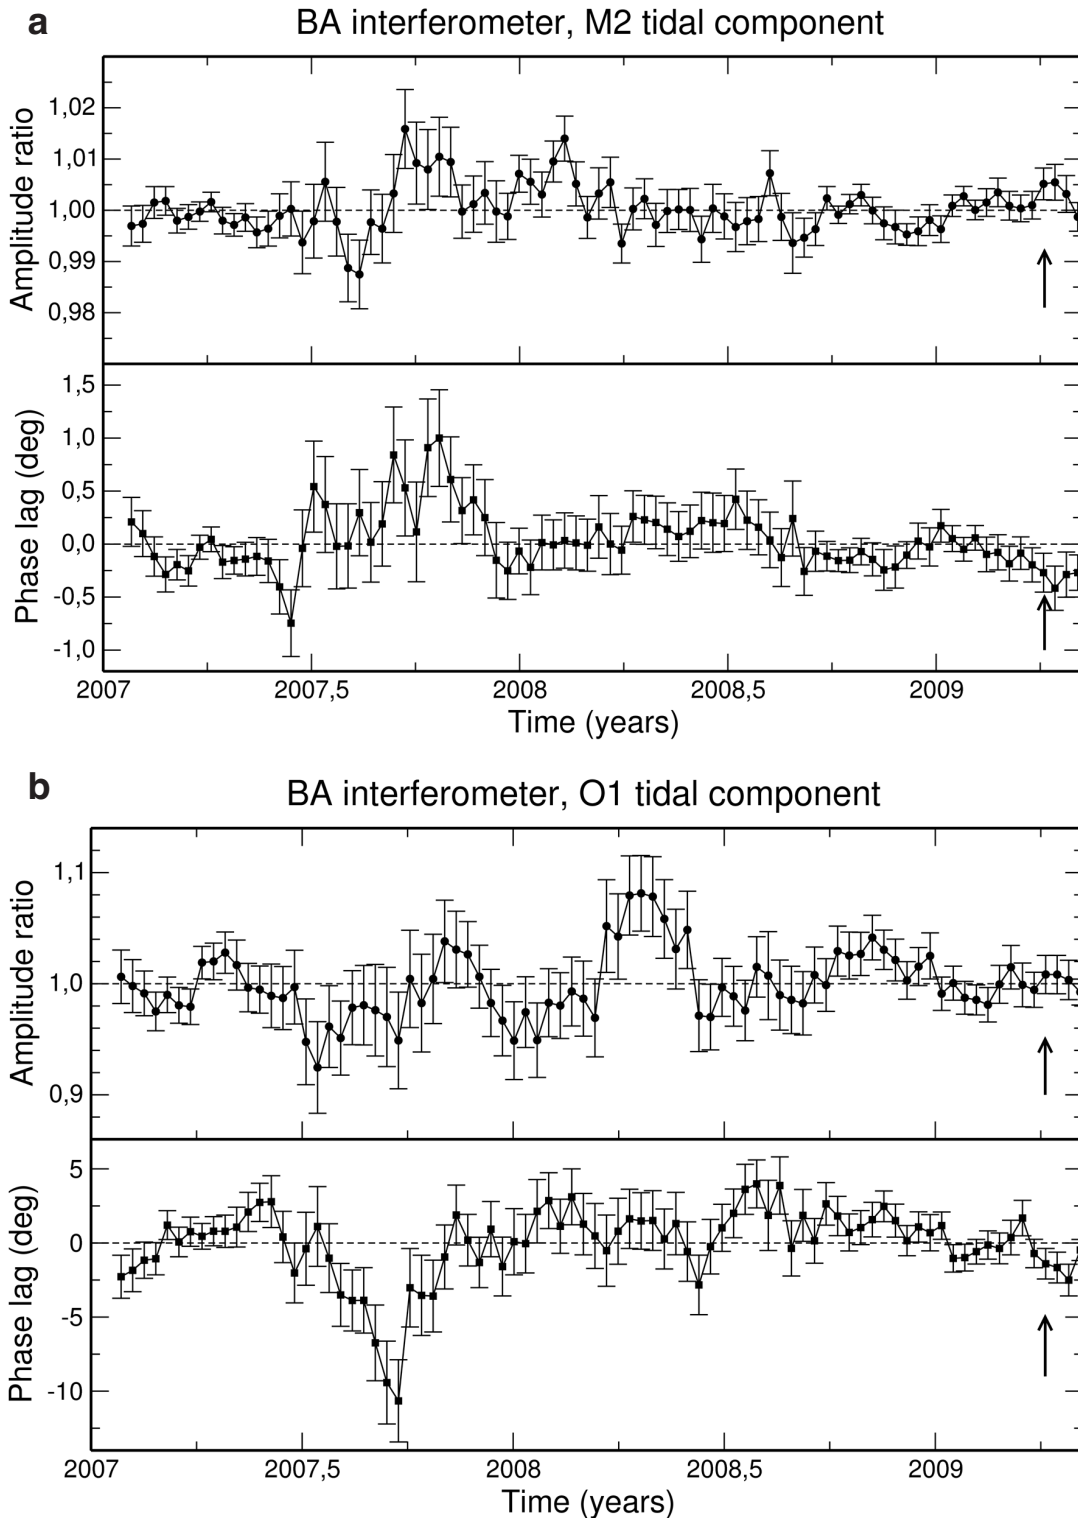 a
BA interferometer, M2 tidal component
Amplitude ratio
1,02
1,01
1,00
0,99
0,98
Phase lag (deg)
1,5
1,0
0,5
0,0
-0,5
-1,0
2007 2007,5 2008 2008,5 2009
Time (years)
b
BA interferometer, O1 tidal component
Amplitude ratio
1,1
1,0
0,9
Phase lag (deg)
5
0
-5
-10
2007 2007,5 2008 2008,5 2009
Time (years)